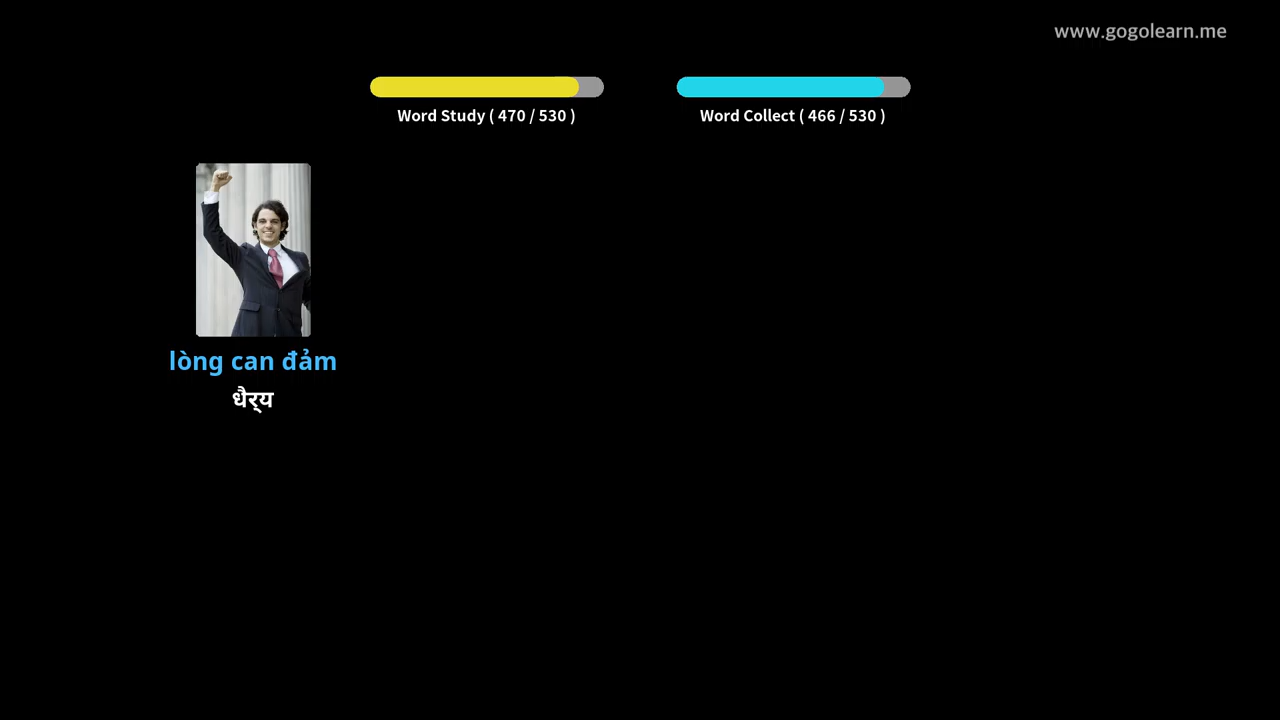 www.gogolearn.me
Word Study ( 470 / 530 )
Word Collect ( 466 / 530 )
lòng can đảm
धैर्‍य